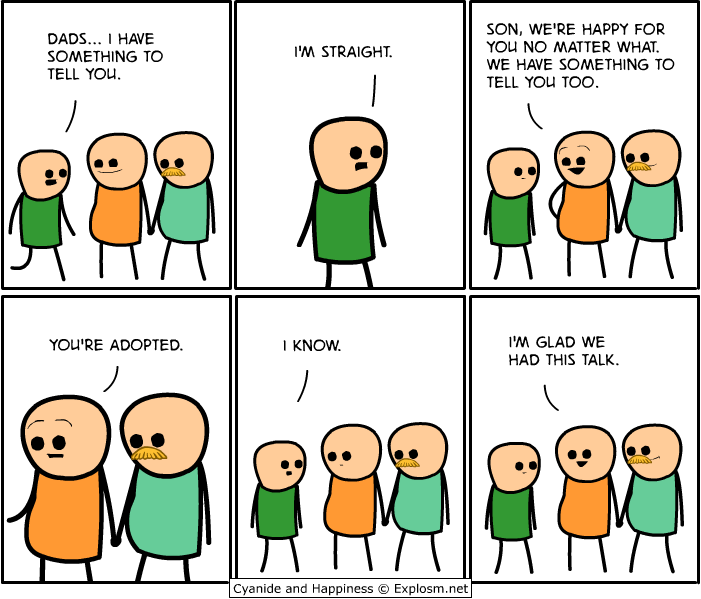 DADS... I HAVE
SOMETHING TO
TELL YOU.
I'M STRAIGHT.
SON, WE'RE HAPPY FOR
YOU NO MATTER WHAT.
WE HAVE SOMETHING TO
TELL YOU TOO.
YOU'RE ADOPTED.
I KNOW.
I'M GLAD WE
HAD THIS TALK.
Cyanide and Happiness © Explosm.net